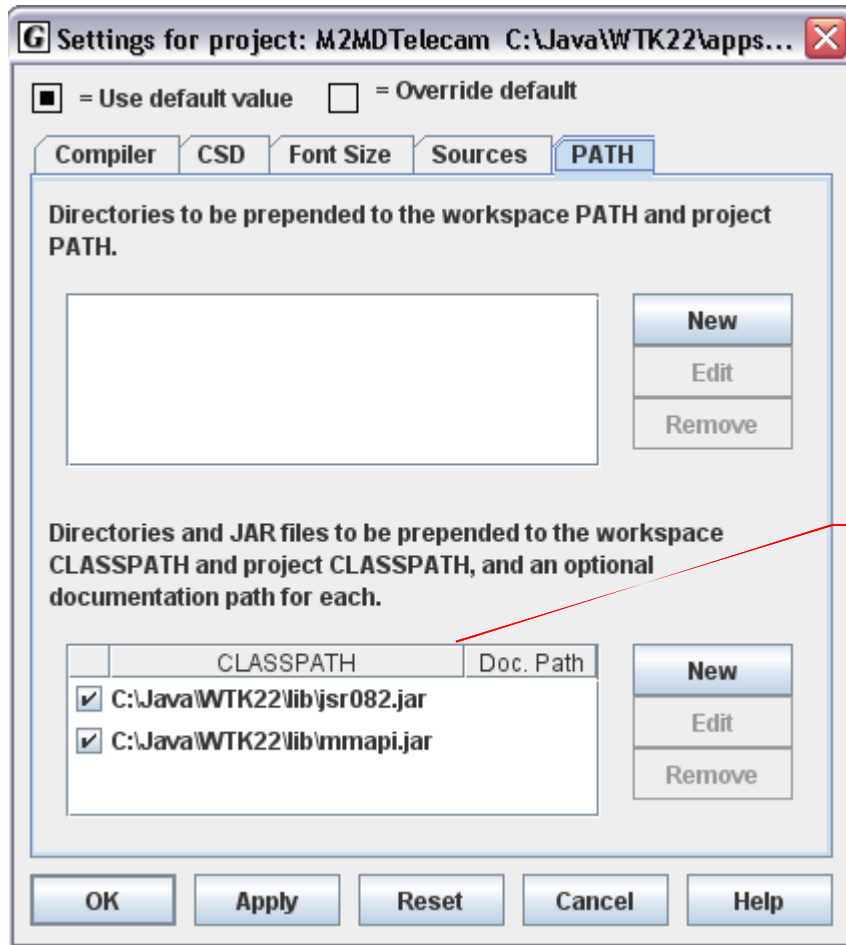 G Settings for project: M2MDTelecam C:\Java\WTK22\apps...
= Use default value = Override default
Compiler CSD Font Size Sources PATH
Directories to be prepended to the workspace PATH and project
PATH.
New
Edit
Remove
Directories and JAR files to be prepended to the workspace
CLASSPATH and project CLASSPATH, and an optional
documentation path for each.
CLASSPATH Doc. Path
C:\Java\WTK22\lib\jsr082.jar
C:\Java\WTK22\lib\mmapi.jar
New
Edit
Remove
OK Apply Reset Cancel Help